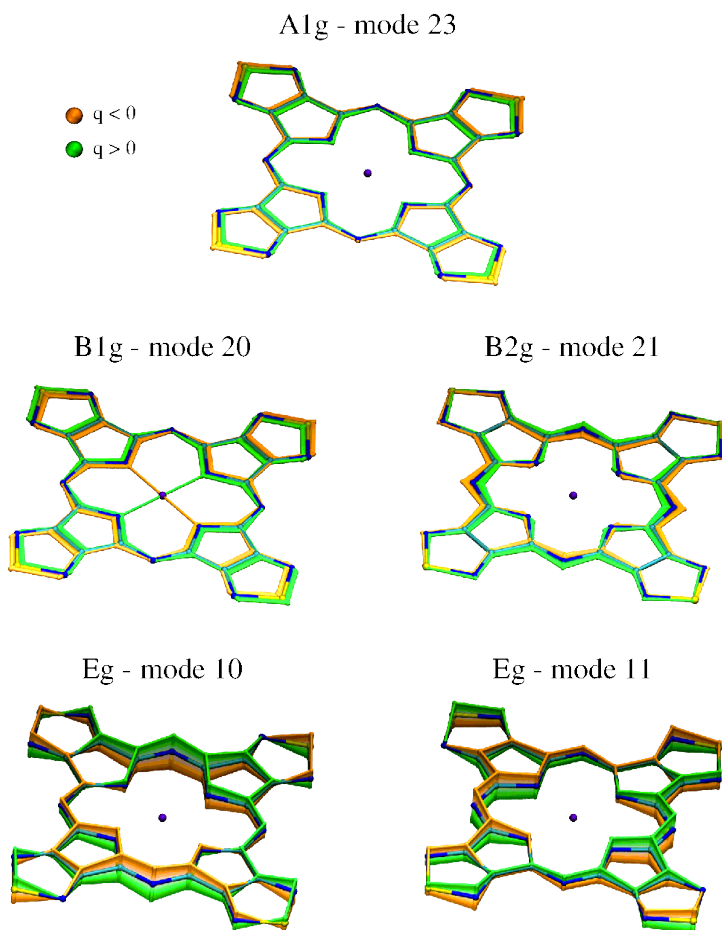 A1g - mode 23
q < 0
q > 0
B1g - mode 20
B2g - mode 21
Eg - mode 10
Eg - mode 11